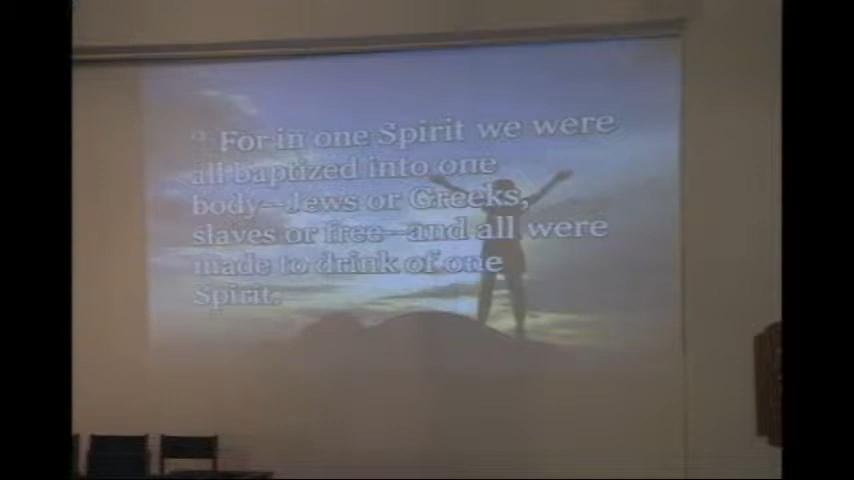 For in one Spirit we were
all baptized into one
body—Jews or Greeks,
slaves or free—and all were
made to drink of one
Spirit.